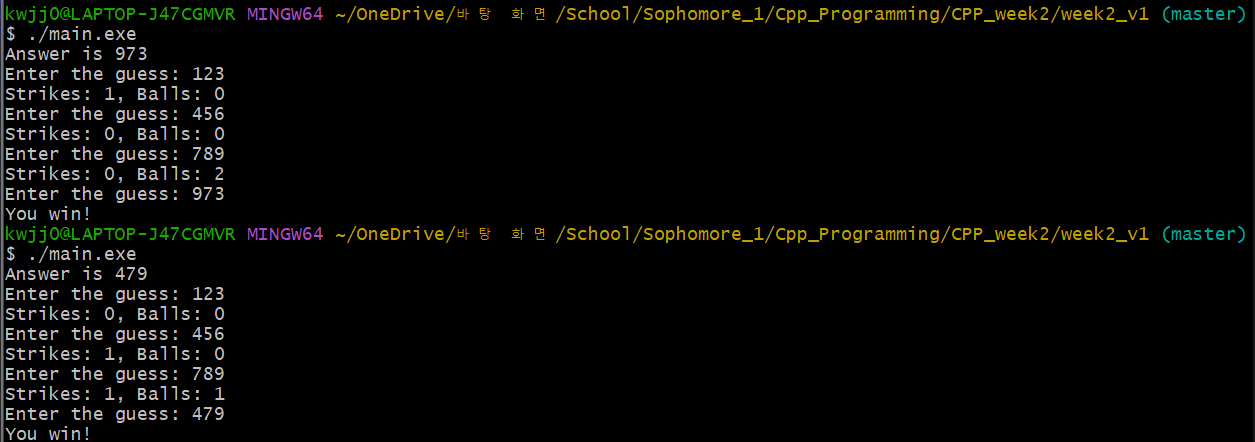 kwjj0@LAPTOP-J47CGMVR MINGW64 ~/OneDrive/바탕 화면/School/Sophomore_1/Cpp_Programming/CPP_week2/week2_v1 (master)
$ ./main.exe
Answer is 973
Enter the guess: 123
Strikes: 1, Balls: 0
Enter the guess: 456
Strikes: 0, Balls: 0
Enter the guess: 789
Strikes: 0, Balls: 2
Enter the guess: 973
You win!
kwjj0@LAPTOP-J47CGMVR MINGW64 ~/OneDrive/바탕 화면/School/Sophomore_1/Cpp_Programming/CPP_week2/week2_v1 (master)
$ ./main.exe
Answer is 479
Enter the guess: 123
Strikes: 0, Balls: 0
Enter the guess: 456
Strikes: 1, Balls: 0
Enter the guess: 789
Strikes: 1, Balls: 1
Enter the guess: 479
You win!